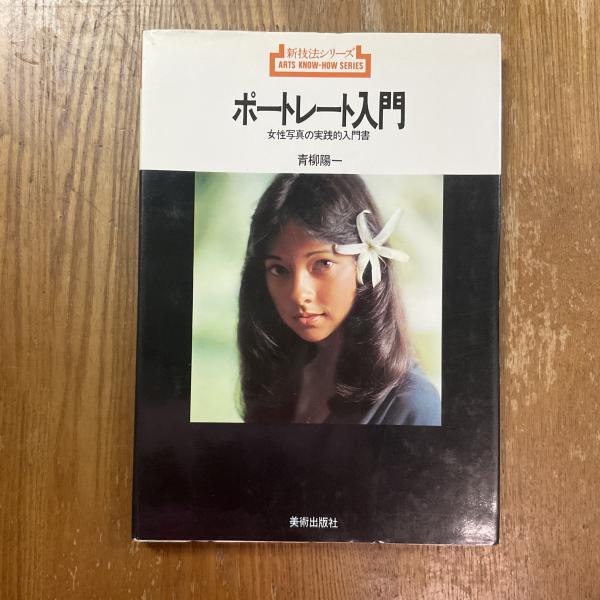 新技法シリーズ
ARTS KNOW-HOW SERIES
ポートレート入門
女性写真の実践的入門書
青柳陽一
美術出版社